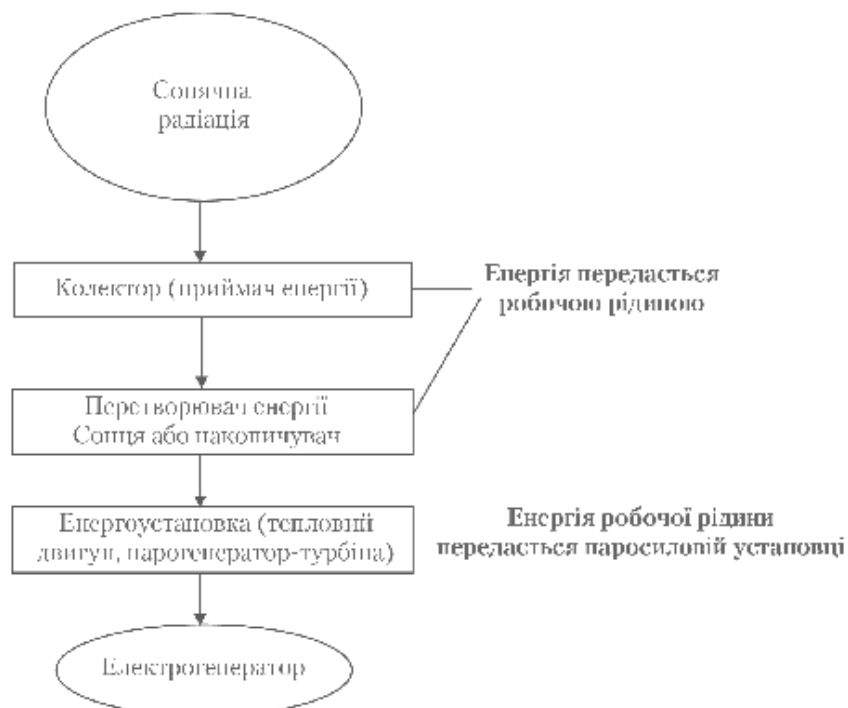 Сонячна
радіація
Колектор (приймач енергії)
Енергія передається
робочою рідиною
Перетворювач енергії
Сонця або накопичувач
Енергоустановка (тепловий
двигун, парогенератор-турбіна)
Енергія робочої рідини
передається паросиловій установці
Електрогенератор